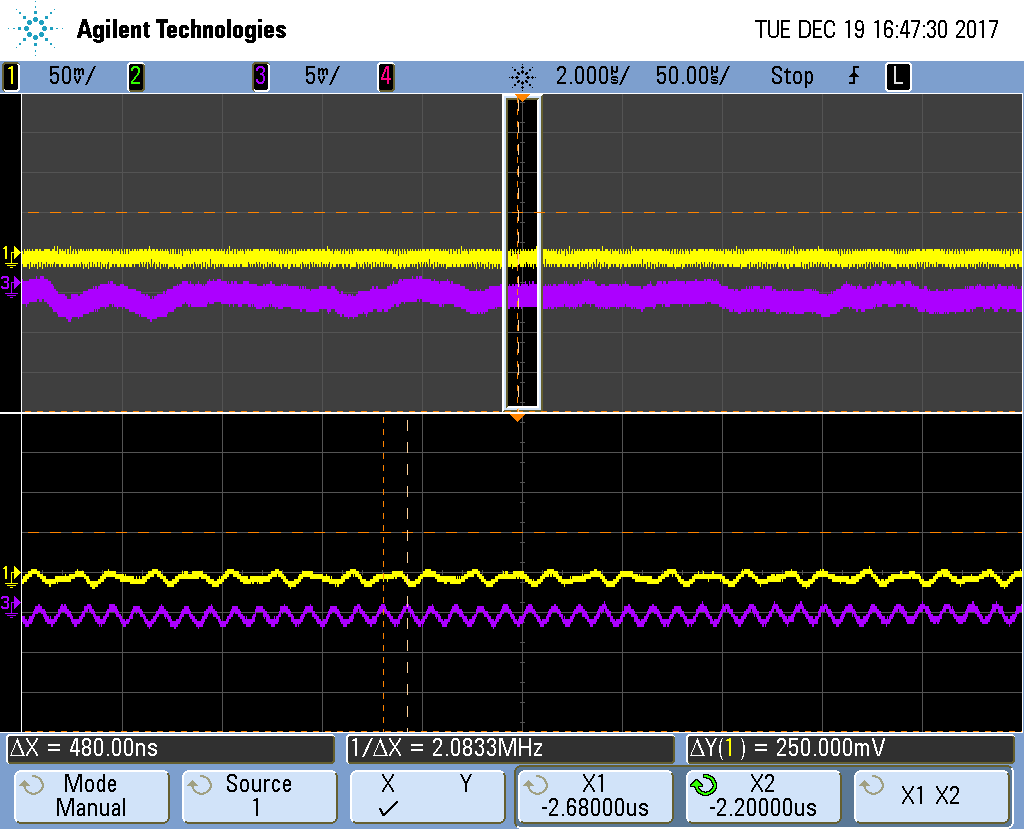 Agilent Technologies
TUE DEC 19 16:47:30 2017
1 50mV/ 2 3 5mV/ 4 2.000us/ 50.00us/ Stop L
1
3
1
3
ΔX = 480.00ns 1/ΔX = 2.0833MHz ΔY(1) = 250.000mV
Mode Source X Y X1 X2 X1 X2
Manual 1 -2.68000us -2.20000us